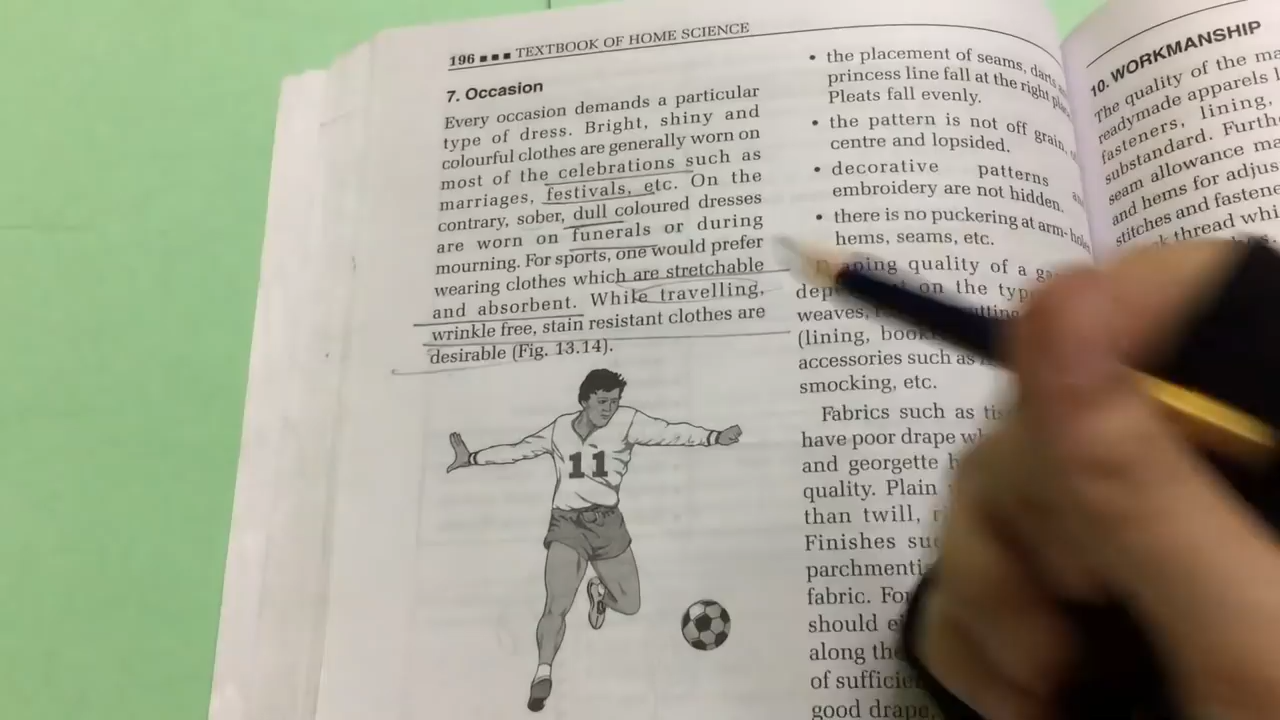 196 ■ ■ ■ TEXTBOOK OF HOME SCIENCE
7. Occasion
Every occasion demands a particular
type of dress. Bright, shiny and
colourful clothes are generally worn on
most of the celebrations such as
marriages, festivals, etc. On the
contrary, sober, dull coloured dresses
are worn on funerals or during
mourning. For sports, one would prefer
wearing clothes which are stretchable
and absorbent. While travelling,
wrinkle free, stain resistant clothes are
desirable (Fig. 13.14).
11
• the placement of seams, darts
princess line fall at the right
Pleats fall evenly.
• the pattern is not off grain,
centre and lopsided.
• decorative patterns
embroidery are not hidden.
• there is no puckering at arm-
hems, seams, etc.
quality of a
on the
weaves,
(lining,
accessories such as
smocking, etc.
Fabrics such as
have poor drape
and georgette
quality. Plain
than twill,
Finishes
fabric.
should
along the
of
good drape,
10. WORKMANSHIP
The quality of the
readymade apparels
fasteners, lining,
substandard.
seam allowance
and hems for
stitches and
thread